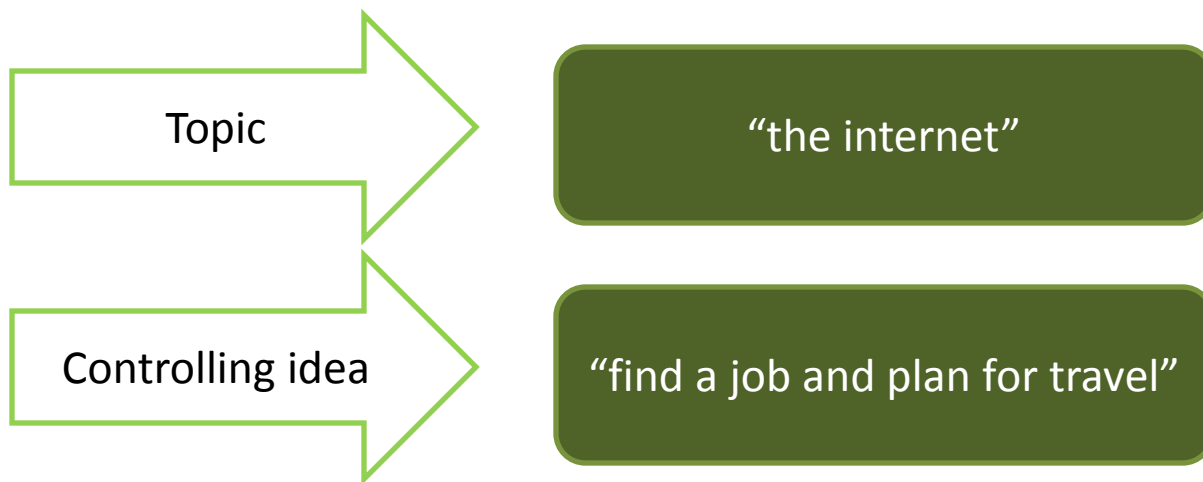 Topic
“the internet”
Controlling idea
“find a job and plan for travel”